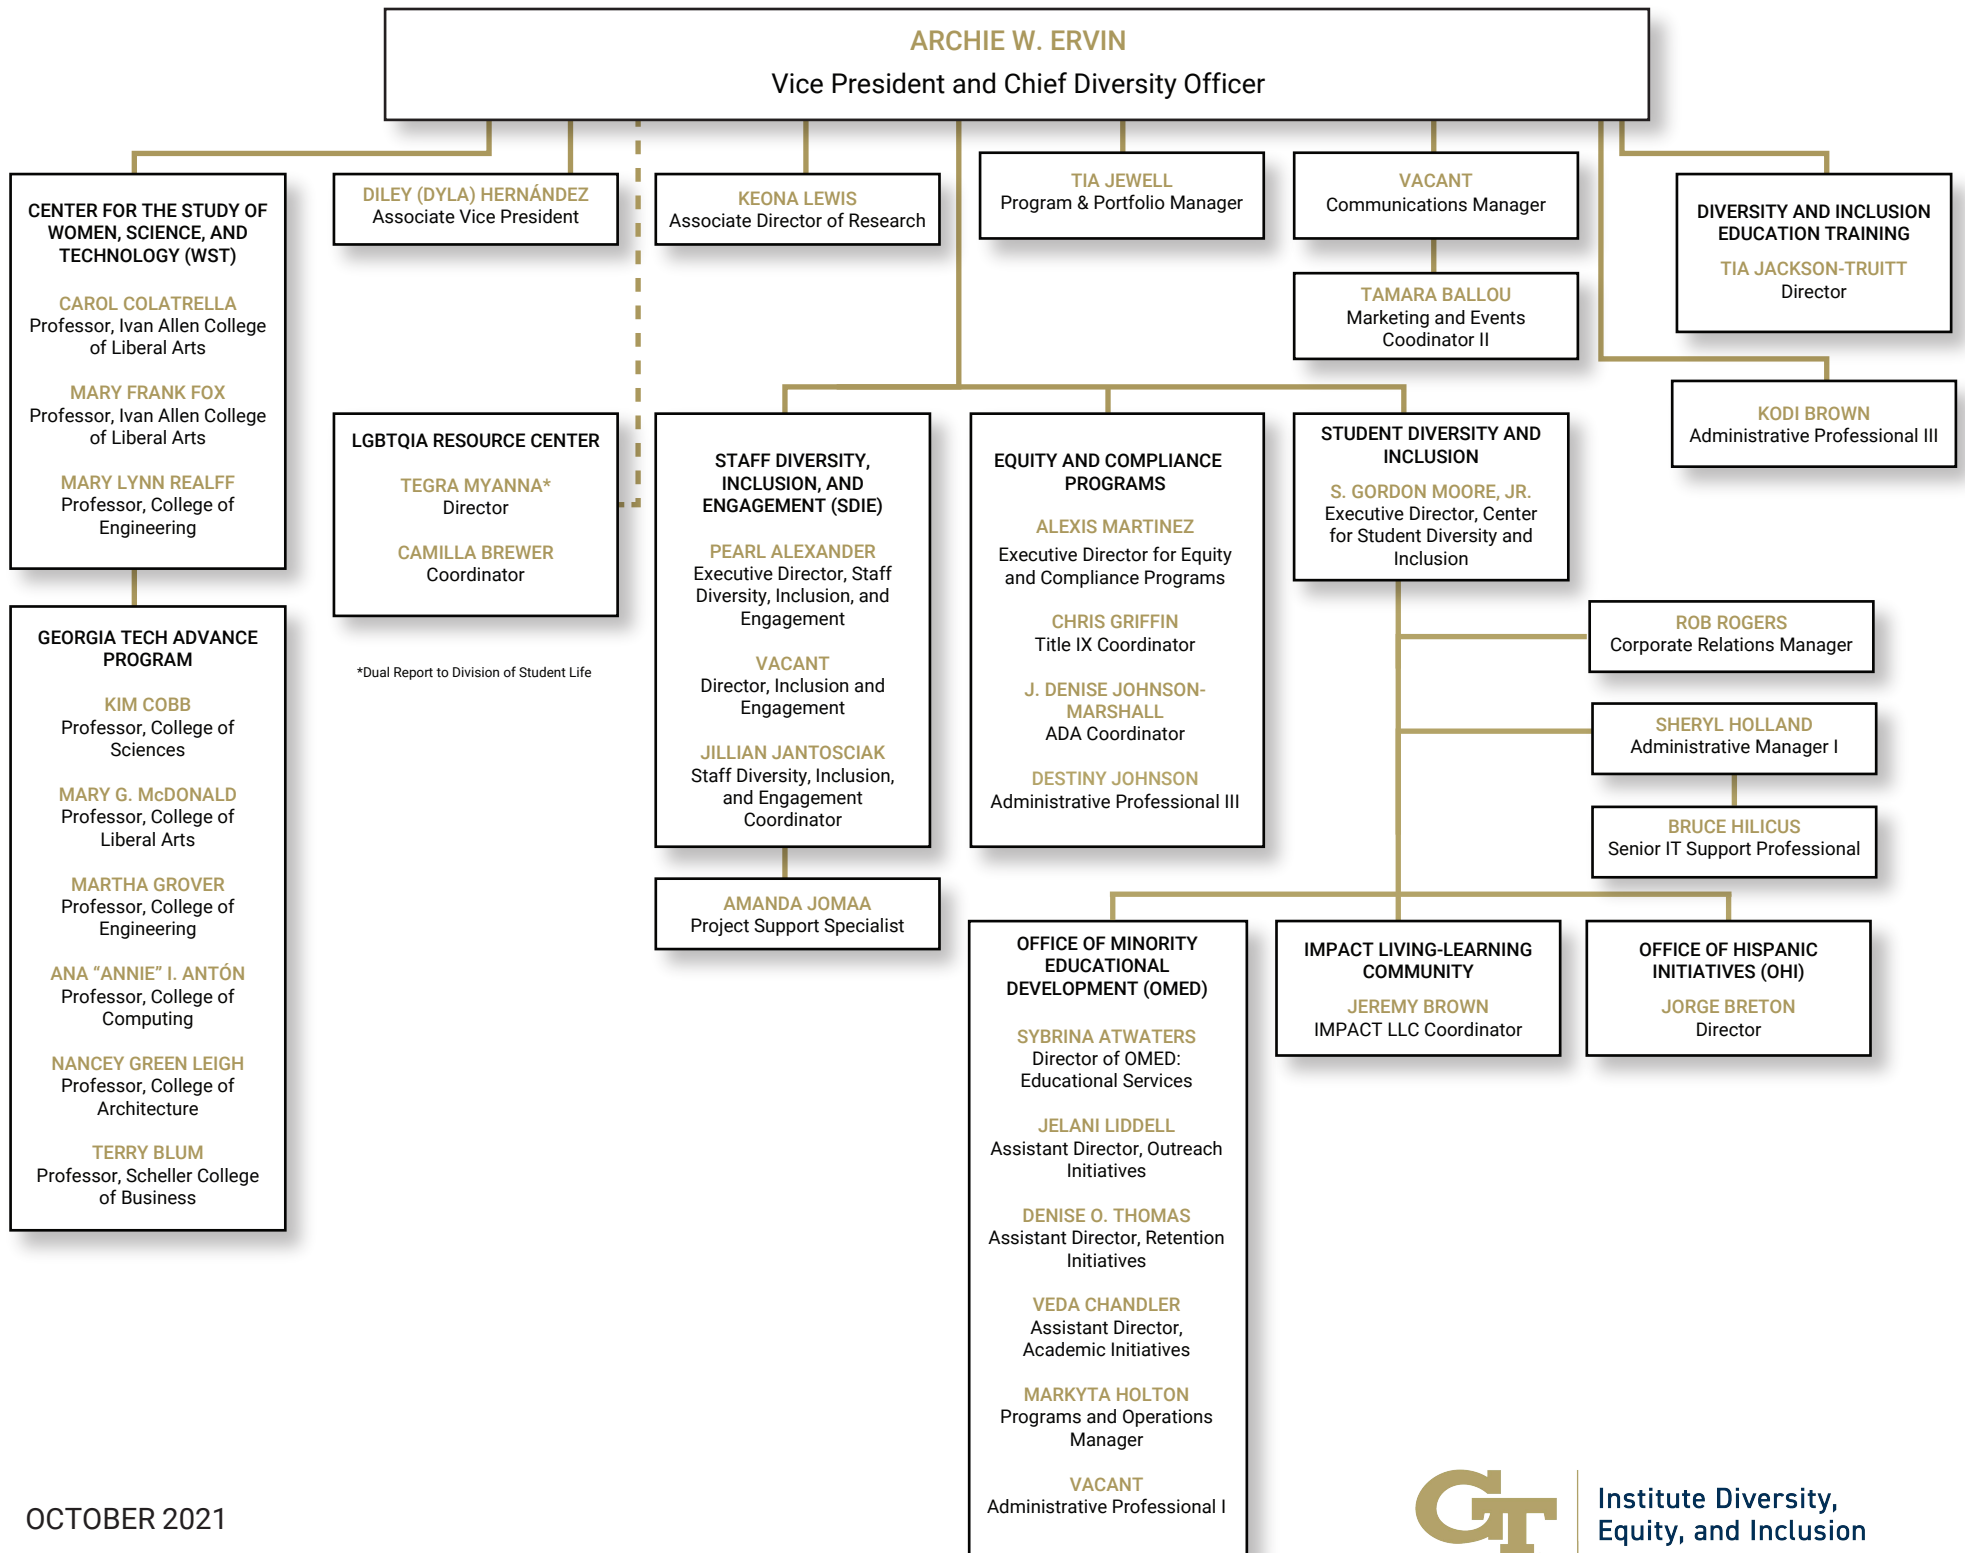 ARCHIE W. ERVIN
Vice President and Chief Diversity Officer
CENTER FOR THE STUDY OF
WOMEN, SCIENCE, AND
TECHNOLOGY (WST)
CAROL COLATRELLA
Professor, Ivan Allen College
of Liberal Arts
MARY FRANK FOX
Professor, Ivan Allen College
of Liberal Arts
MARY LYNN REALFF
Professor, College of
Engineering
GEORGIA TECH ADVANCE
PROGRAM
KIM COBB
Professor, College of
Sciences
MARY G. McDONALD
Professor, College of
Liberal Arts
MARTHA GROVER
Professor, College of
Engineering
ANA “ANNIE” I. ANTÓN
Professor, College of
Computing
NANCEY GREEN LEIGH
Professor, College of
Architecture
TERRY BLUM
Professor, Scheller College
of Business
DILEY (DYLA) HERNÁNDEZ
Associate Vice President
LGBTQIA RESOURCE CENTER
TEGRA MYANNA*
Director
CAMILLA BREWER
Coordinator
*Dual Report to Division of Student Life
KEONA LEWIS
Associate Director of Research
TIA JEWELL
Program & Portfolio Manager
VACANT
Communications Manager
TAMARA BALLOU
Marketing and Events
Coodinator II
DIVERSITY AND INCLUSION
EDUCATION TRAINING
TIA JACKSON-TRUITT
Director
KODI BROWN
Administrative Professional III
STAFF DIVERSITY,
INCLUSION, AND
ENGAGEMENT (SDIE)
PEARL ALEXANDER
Executive Director, Staff
Diversity, Inclusion, and
Engagement
VACANT
Director, Inclusion and
Engagement
JILLIAN JANTOSCIAK
Staff Diversity, Inclusion,
and Engagement
Coordinator
AMANDA JOMAA
Project Support Specialist
EQUITY AND COMPLIANCE
PROGRAMS
ALEXIS MARTINEZ
Executive Director for Equity
and Compliance Programs
CHRIS GRIFFIN
Title IX Coordinator
J. DENISE JOHNSON-
MARSHALL
ADA Coordinator
DESTINY JOHNSON
Administrative Professional III
STUDENT DIVERSITY AND
INCLUSION
S. GORDON MOORE, JR.
Executive Director, Center
for Student Diversity and
Inclusion
ROB ROGERS
Corporate Relations Manager
SHERYL HOLLAND
Administrative Manager I
BRUCE HILICUS
Senior IT Support Professional
OFFICE OF MINORITY
EDUCATIONAL
DEVELOPMENT (OMED)
SYBRINA ATWATERS
Director of OMED:
Educational Services
JELANI LIDDELL
Assistant Director, Outreach
Initiatives
DENISE O. THOMAS
Assistant Director, Retention
Initiatives
VEDA CHANDLER
Assistant Director,
Academic Initiatives
MARKYTA HOLTON
Programs and Operations
Manager
VACANT
Administrative Professional I
IMPACT LIVING-LEARNING
COMMUNITY
JEREMY BROWN
IMPACT LLC Coordinator
OFFICE OF HISPANIC
INITIATIVES (OHI)
JORGE BRETON
Director
OCTOBER 2021
GT
Institute Diversity,
Equity, and Inclusion